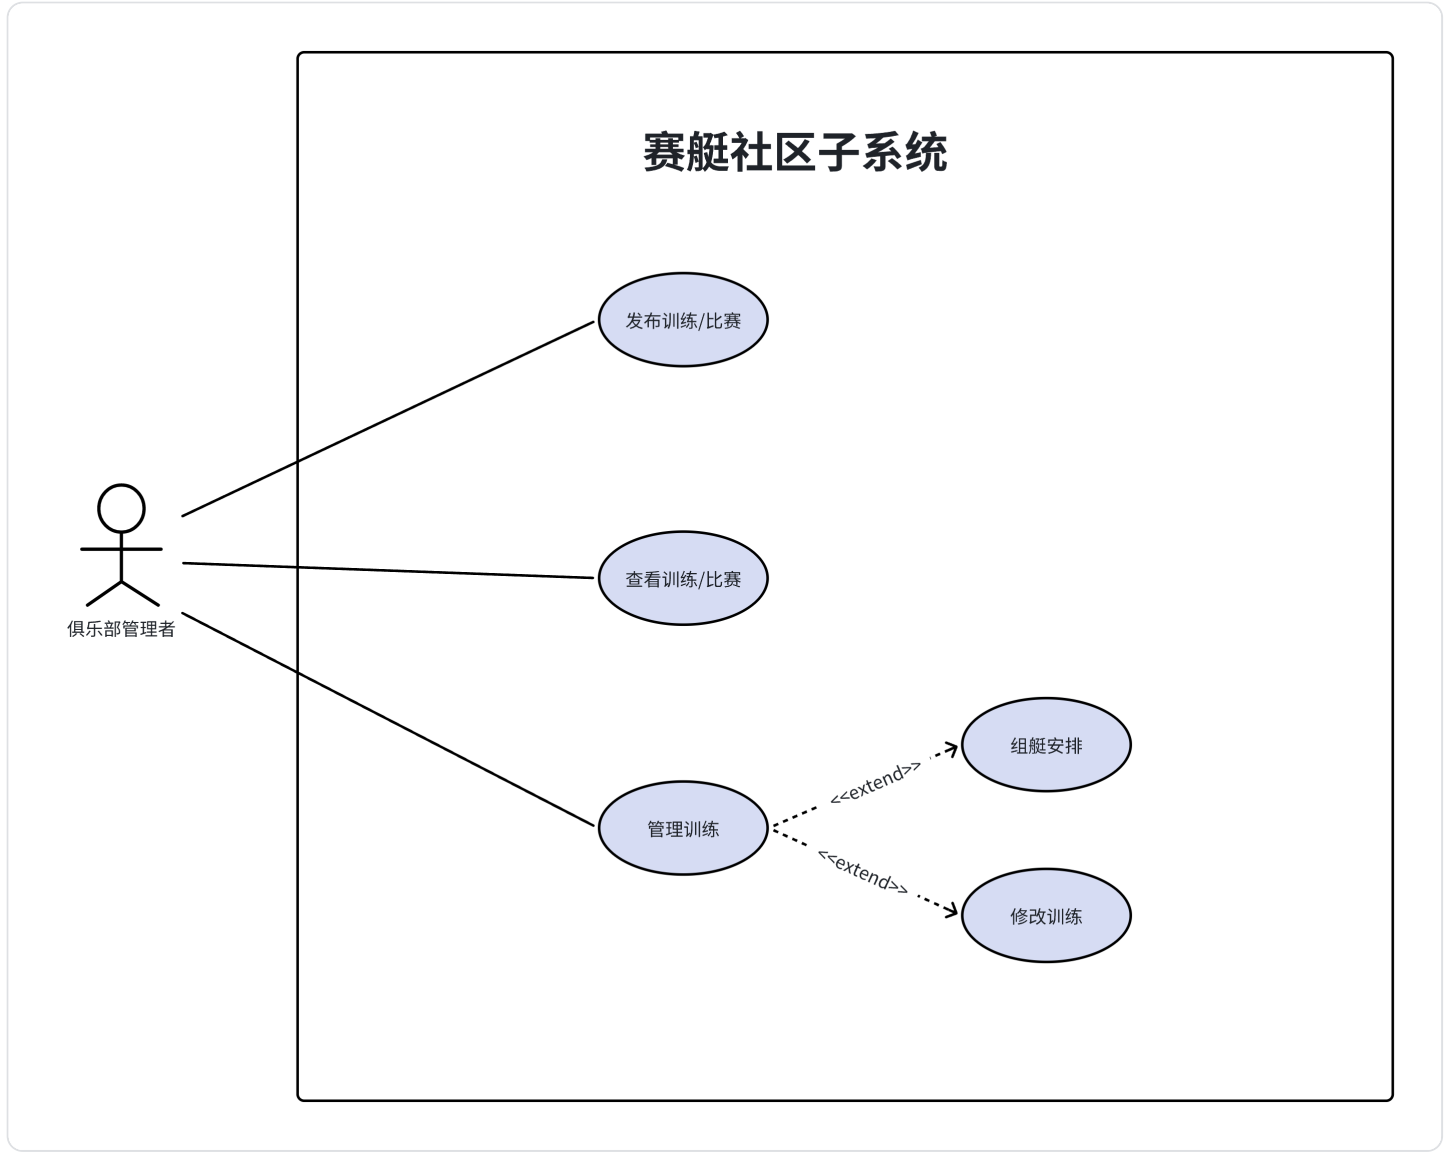 赛艇社区子系统
发布训练/比赛
查看训练/比赛
俱乐部管理者
组艇安排
<<extend>>
管理训练
<<extend>>
修改训练